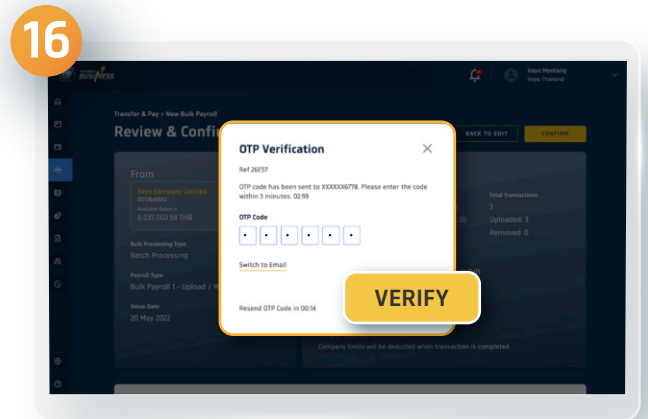 16
BUSINESS
Vayu Meetang
Vayu Thailand
Transfer & Pay > New Bulk Payroll
Review & Confi
BACK TO EDIT
CONFIRM
From
Vayu Company Limited
Available Balance
8,037,003.98 THB
Bulk Processing Type
Batch Processing
Payroll Type
Bulk Payroll 1 - Upload / M
Value Date
20 May 2022
OTP Verification
Ref.26E57
OTP code has been sent to XXXXXX6778. Please enter the code
within 3 minutes. 02:59
OTP Code
Switch to Email
Resend OTP Code in 00:14
VERIFY
Total Transactions
3
Uploaded: 3
Removed: 0
Company limits will be deducted when transaction is completed